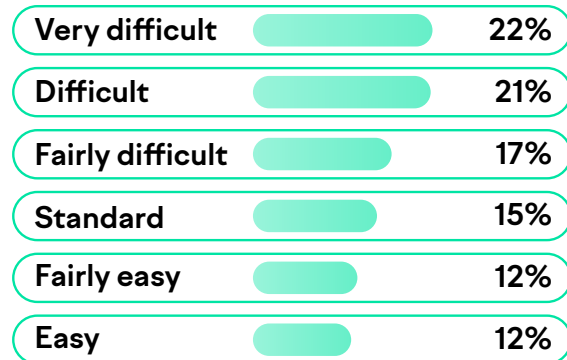 Very difficult 22%
Difficult 21%
Fairly difficult 17%
Standard 15%
Fairly easy 12%
Easy 12%